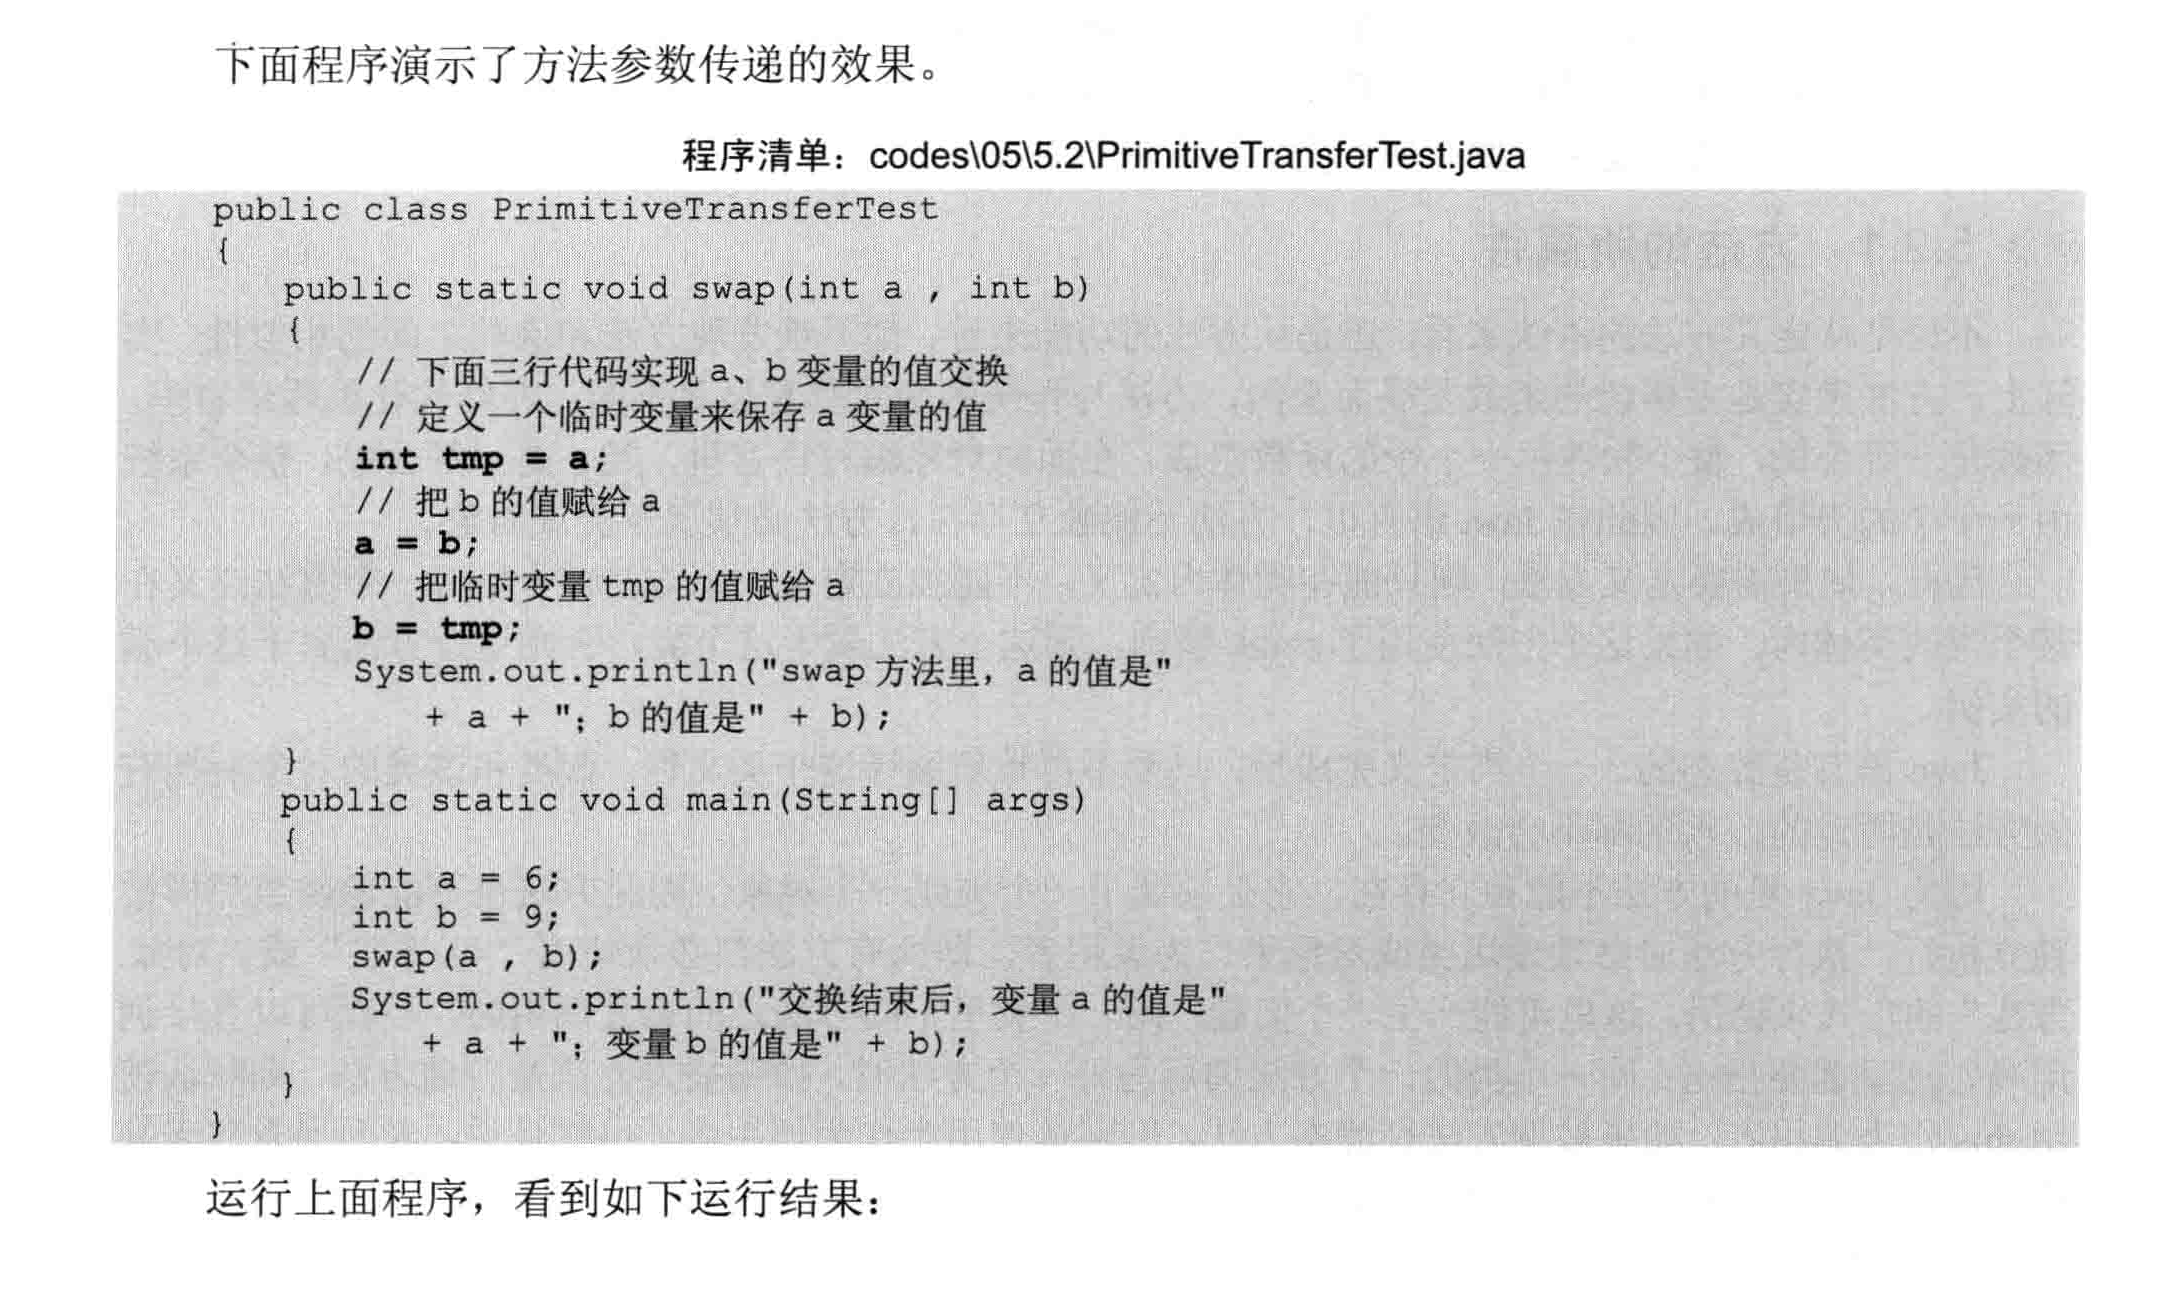 下面程序演示了方法参数传递的效果。
程序清单：codes\05\5.2\PrimitiveTransferTest.java
public class PrimitiveTransferTest
{
public static void swap(int a , int b)
{
// 下面三行代码实现 a、b 变量的值交换
// 定义一个临时变量来保存 a 变量的值
int tmp = a;
// 把 b 的值赋给 a
a = b;
// 把临时变量 tmp 的值赋给 a
b = tmp;
System.out.println("swap 方法里，a 的值是"
+ a + "；b 的值是" + b);
}
public static void main(String[] args)
{
int a = 6;
int b = 9;
swap(a , b);
System.out.println("交换结束后，变量 a 的值是"
+ a + "；变量 b 的值是" + b);
}
}
运行上面程序，看到如下运行结果：